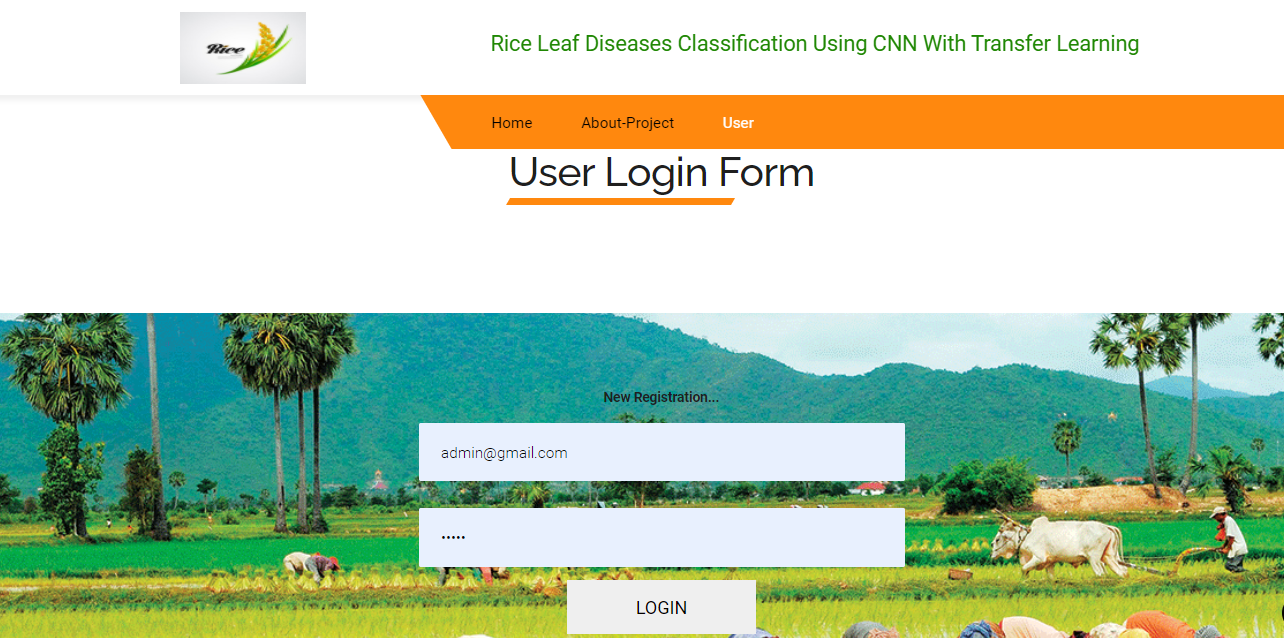 Rice
Rice Leaf Diseases Classification Using CNN With Transfer Learning
Home About-Project User
User Login Form
New Registration...
admin@gmail.com
•••••
LOGIN